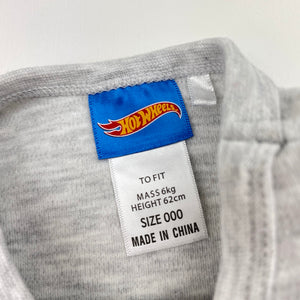 HOT WHEELS
TO FIT
MASS 6kg
HEIGHT 62cm
SIZE 000
MADE IN CHINA